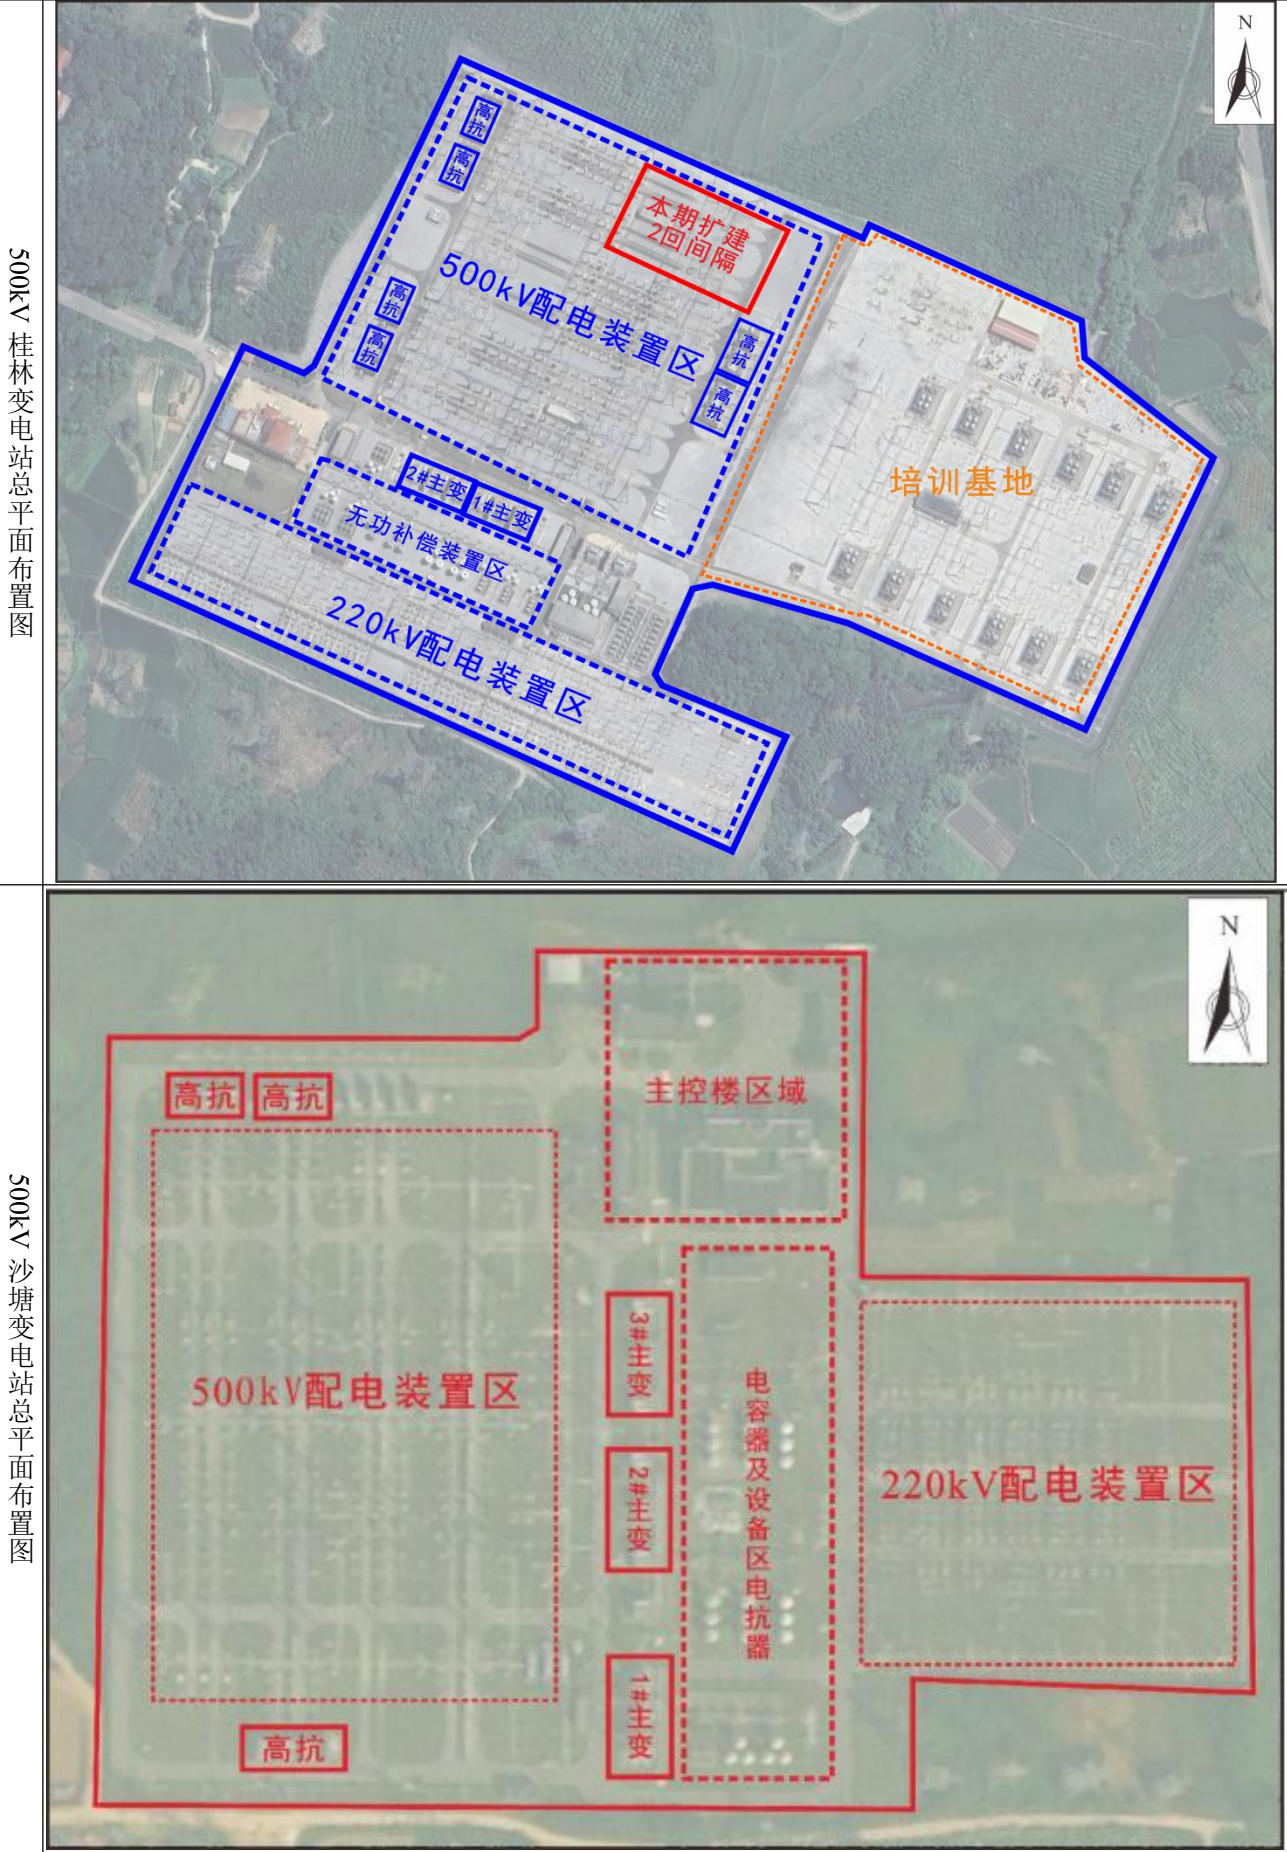 500kV 桂林变电站总平面布置图
N
高抗
高抗
本期扩建
2回间隔
500kV配电装置区
高抗
高抗
高抗
高抗
培训基地
2#主变
1#主变
无功补偿装置区
220kV配电装置区
500kV 沙塘变电站总平面布置图
N
主控楼区域
高抗
高抗
3#主变
500kV配电装置区
电容器及设备区电抗器
220kV配电装置区
2#主变
1#主变
高抗